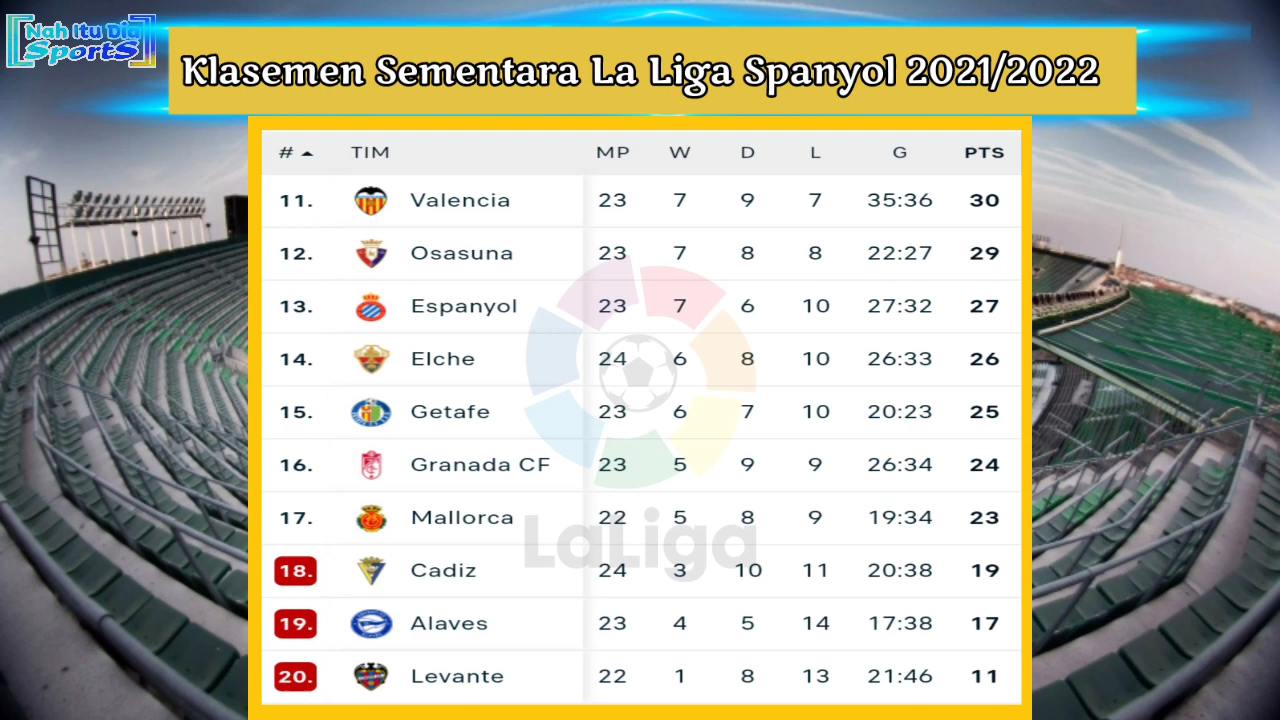 Nah Itu Dia
Sports
Klasemen Sementara La Liga Spanyol 2021/2022
# TIM MP W D L G PTS
11. Valencia 23 7 9 7 35:36 30
12. Osasuna 23 7 8 8 22:27 29
13. Espanyol 23 7 6 10 27:32 27
14. Elche 24 6 8 10 26:33 26
15. Getafe 23 6 7 10 20:23 25
16. Granada CF 23 5 9 9 26:34 24
17. Mallorca 22 5 8 9 19:34 23
18. Cadiz 24 3 10 11 20:38 19
19. Alaves 23 4 5 14 17:38 17
20. Levante 22 1 8 13 21:46 11
LaLiga